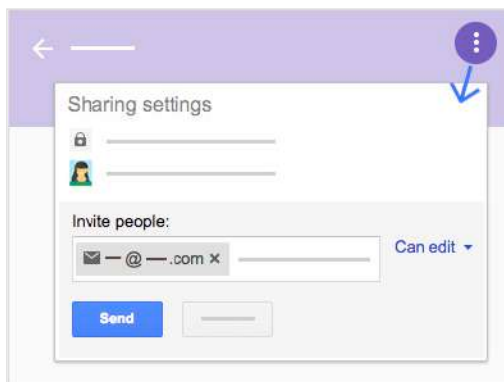 Sharing settings
Invite people:
@ .com × Can edit
Send